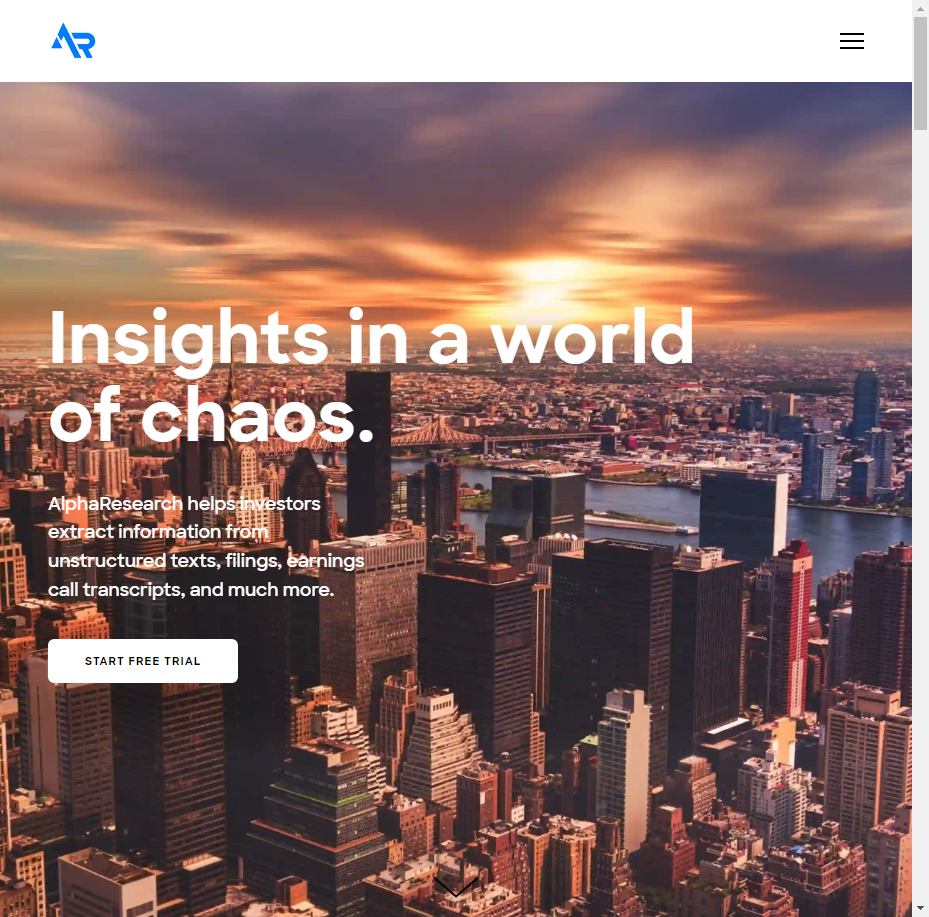 AR
Insights in a world
of chaos.
AlphaResearch helps investors
extract information from
unstructured texts, filings, earnings
call transcripts, and much more.
START FREE TRIAL